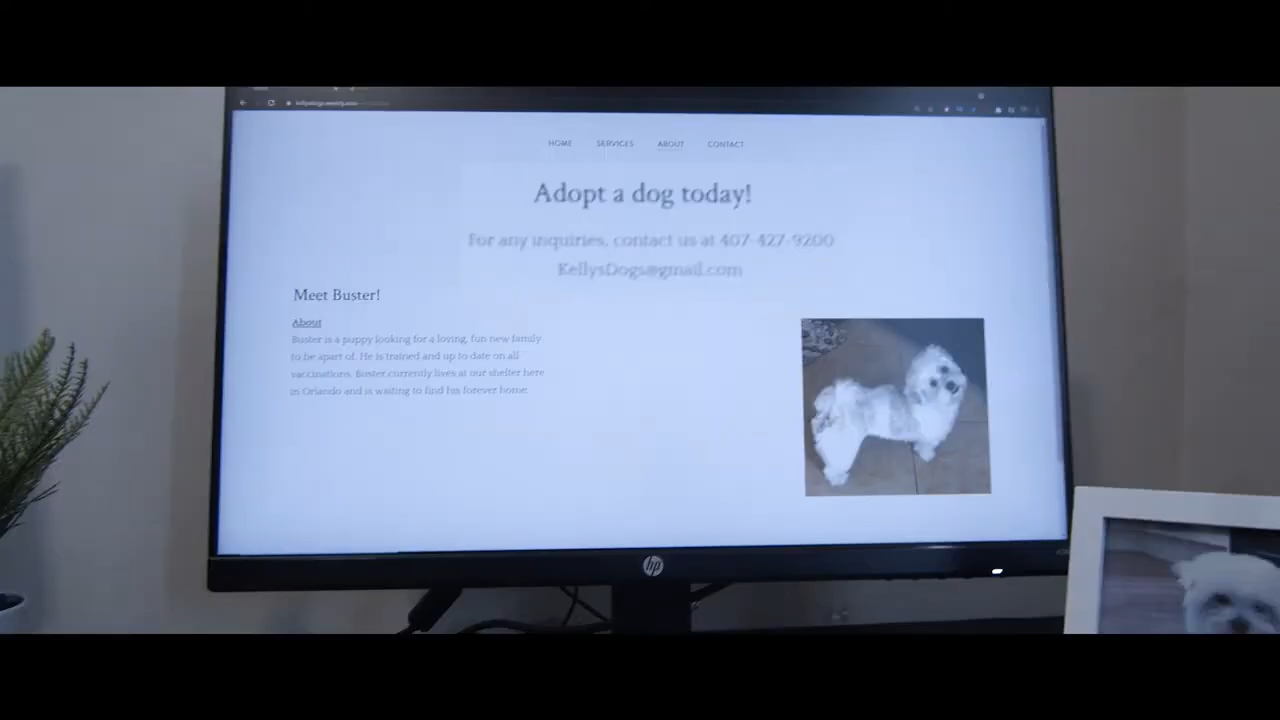 HOME SERVICES ABOUT CONTACT
Adopt a dog today!
For any inquiries, contact us at 407-427-9200
KellysDogs@gmail.com
Meet Buster!
About
Buster is a puppy looking for a loving, fun new family
to be apart of. He is trained and up to date on all
vaccinations. Buster currently lives at our shelter here
in Orlando and is waiting to find his forever home.
hp